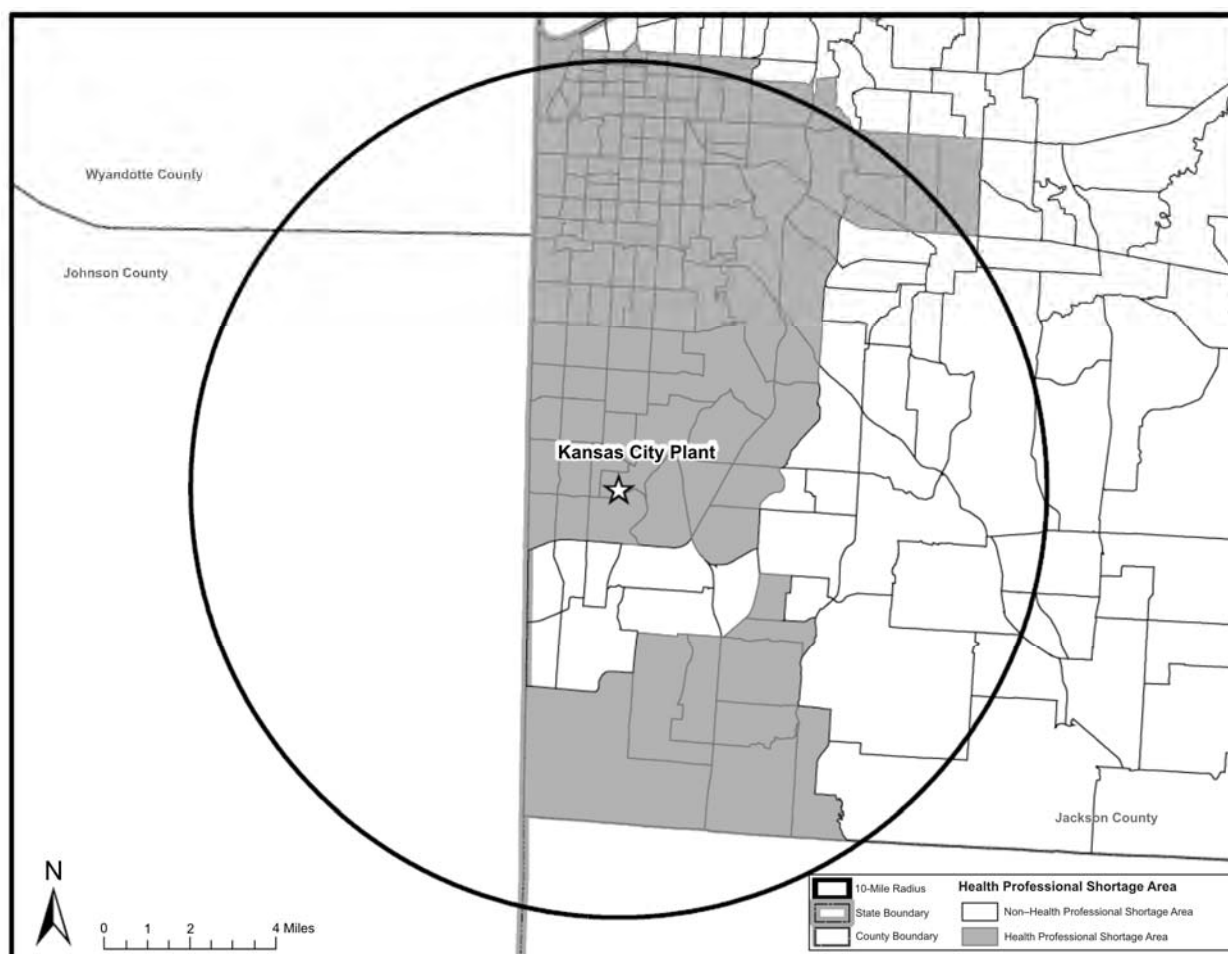 Wyandotte County
Johnson County
Kansas City Plant
Jackson County
N
0 1 2 4 Miles
10-Mile Radius
State Boundary
County Boundary
Health Professional Shortage Area
Non–Health Professional Shortage Area
Health Professional Shortage Area